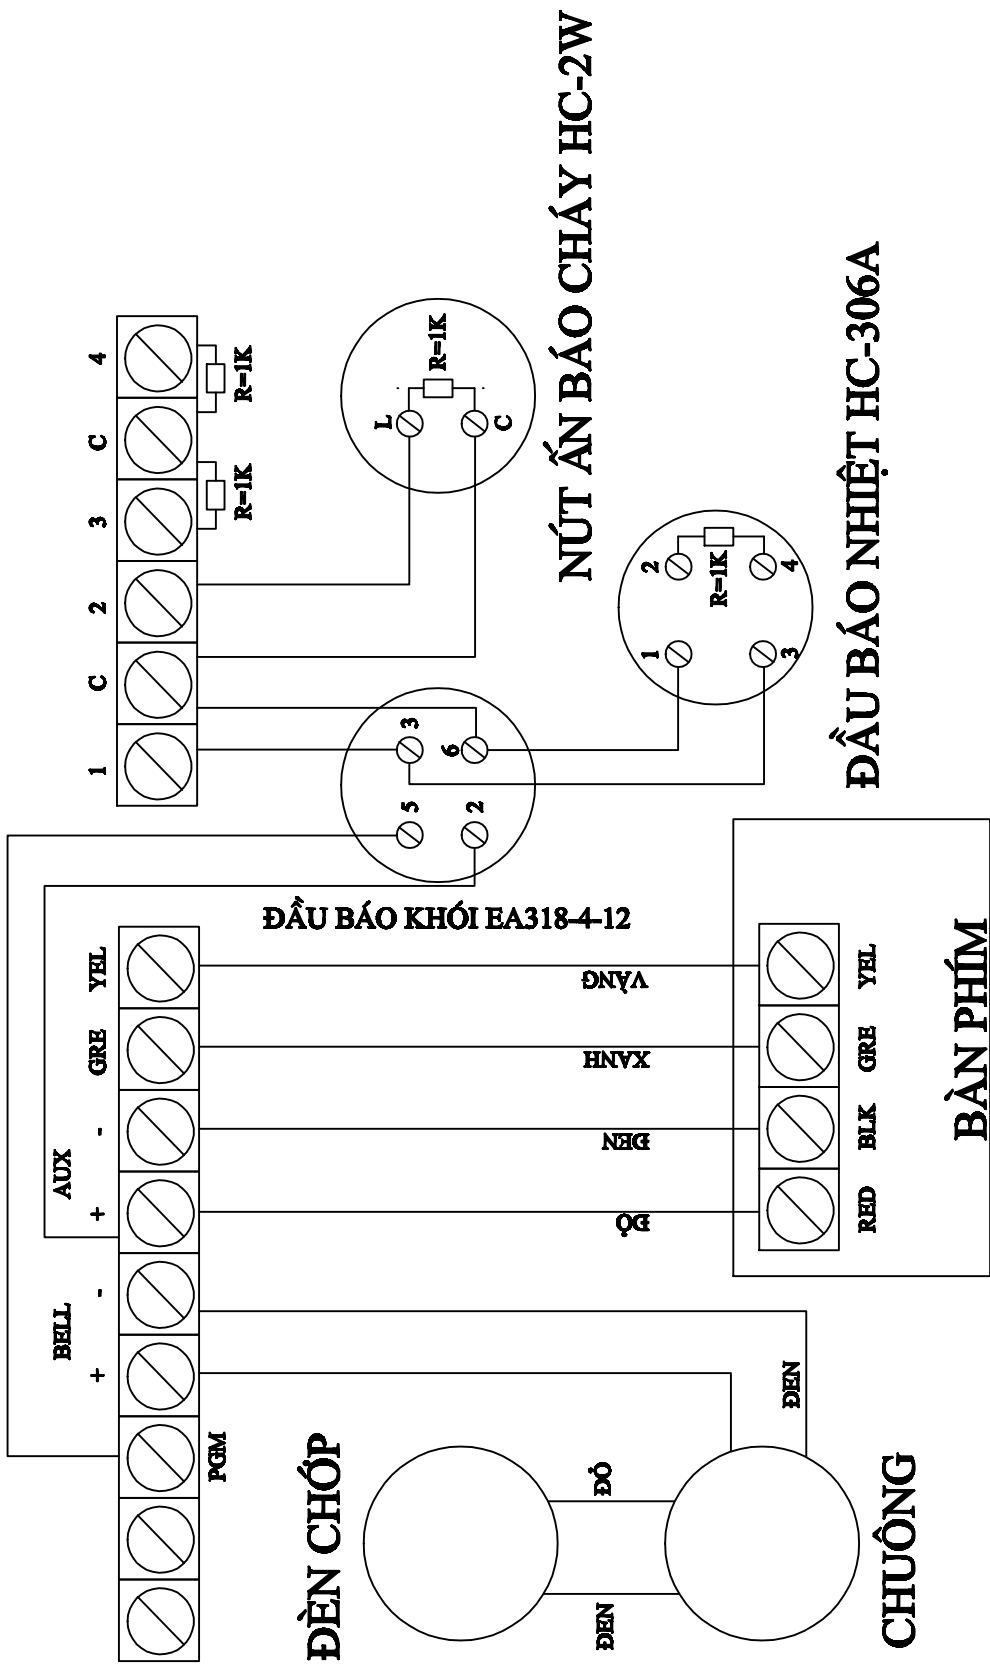 BELL
AUX
+ - + - GRE YEL
1 C 2 3 C 4
PGM
R=1K R=1K
ĐÈN CHỚP
ĐẦU BÁO KHÓI EA318-4-12
5 3
2 6
L
R=1K
C
NÚT ẤN BÁO CHÁY HC-2W
ĐEN ĐỎ
ĐỎ ĐEN XANH VÀNG
1 2
R=1K
3 4
ĐEN
ĐẦU BÁO NHIỆT HC-306A
RED BLK GRE YEL
CHUÔNG
BÀN PHÍM